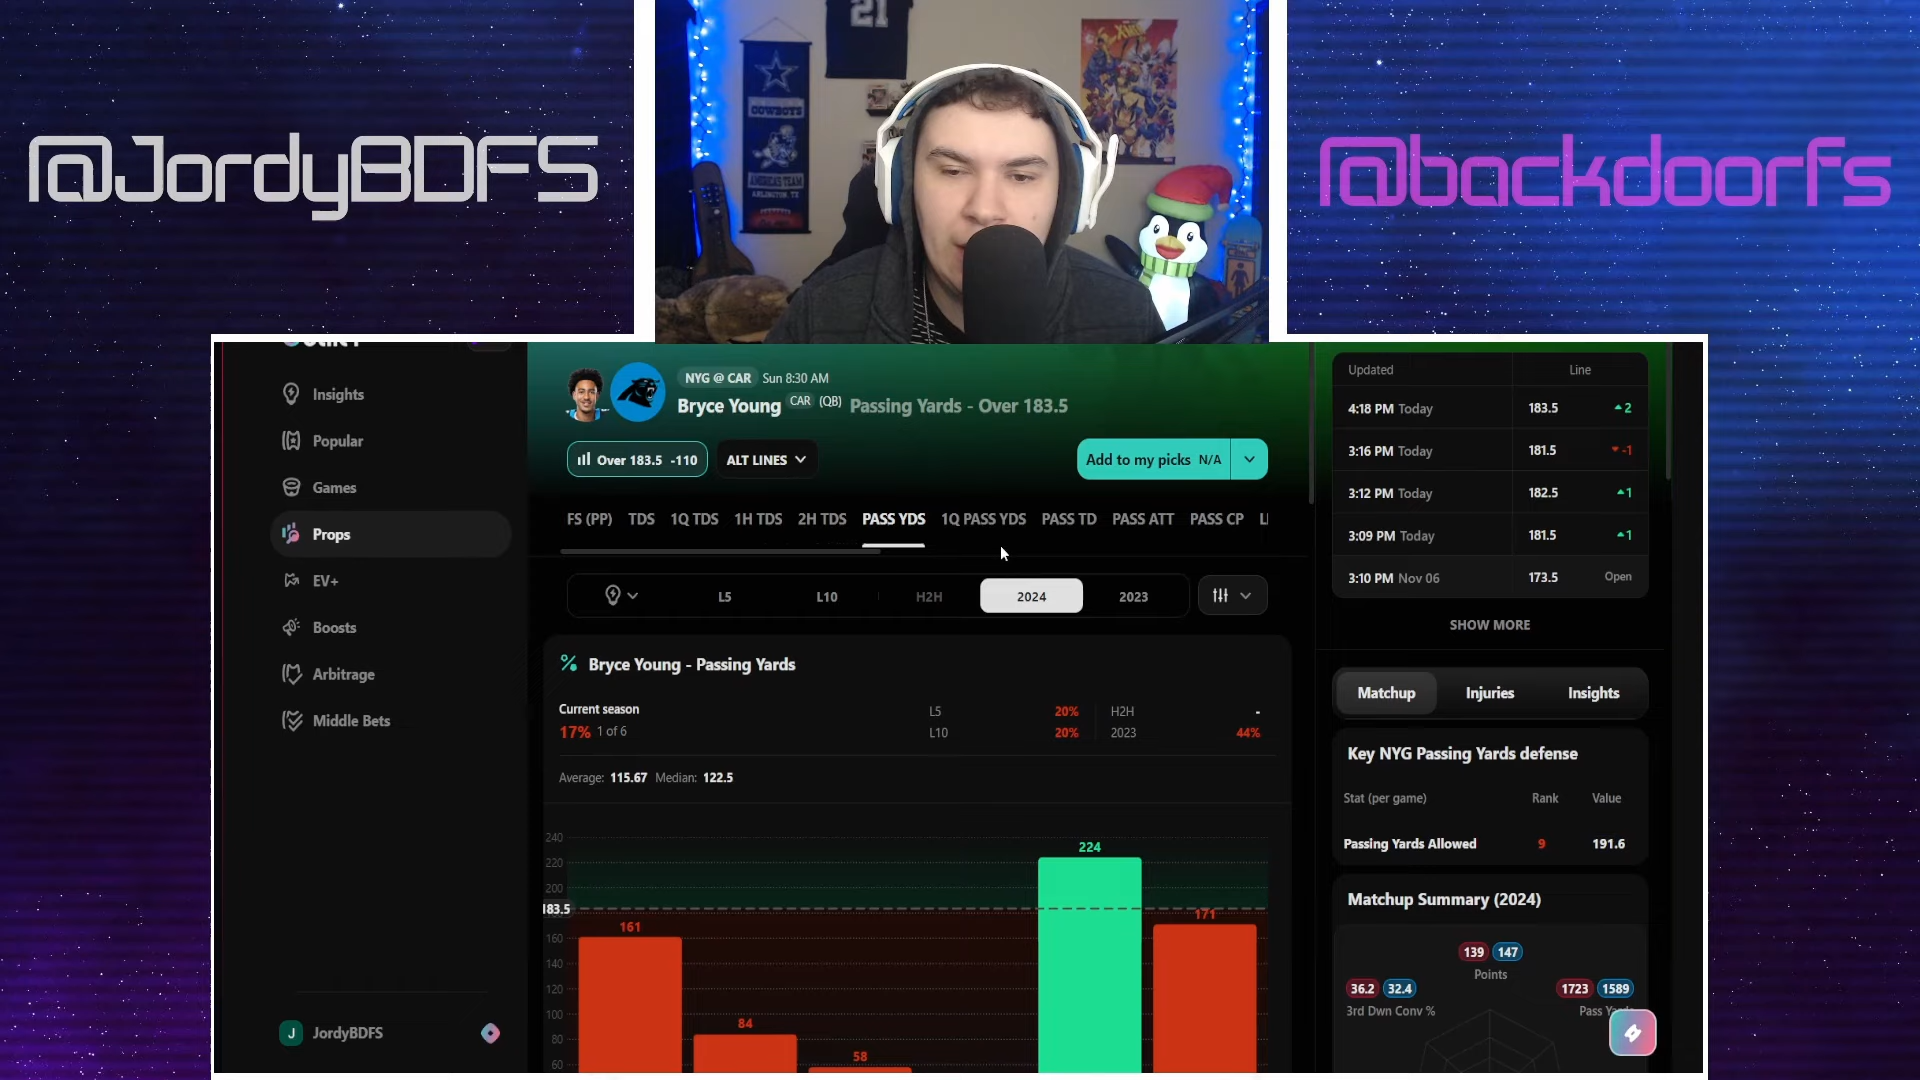 @JordyBDFS
@backdoorfs
21
COWBOYS
AMERICA'S TEAM
ARLINGTON, TX
X-MEN
Insights
Popular
Games
Props
EV+
Boosts
Arbitrage
Middle Bets
J JordyBDFS
NYG @ CAR Sun 8:30 AM
Bryce Young CAR (QB) Passing Yards - Over 183.5
Over 183.5 -110 ALT LINES
Add to my picks N/A
FS (PP) TDS 1Q TDS 1H TDS 2H TDS PASS YDS 1Q PASS YDS PASS TD PASS ATT PASS CP
L5 L10 H2H 2024 2023
Bryce Young - Passing Yards
Current season
17% 1 of 6
L5 20% H2H -
L10 20% 2023 44%
Average: 115.67 Median: 122.5
240
220
200
183.5
160
140
120
100
80
60
161
84
58
224
171
Updated Line
4:18 PM Today 183.5 2
3:16 PM Today 181.5 -1
3:12 PM Today 182.5 1
3:09 PM Today 181.5 1
3:10 PM Nov 06 173.5 Open
SHOW MORE
Matchup Injuries Insights
Key NYG Passing Yards defense
Stat (per game) Rank Value
Passing Yards Allowed 9 191.6
Matchup Summary (2024)
139 147
Points
36.2 32.4
3rd Dwn Conv %
1723 1589
Pass